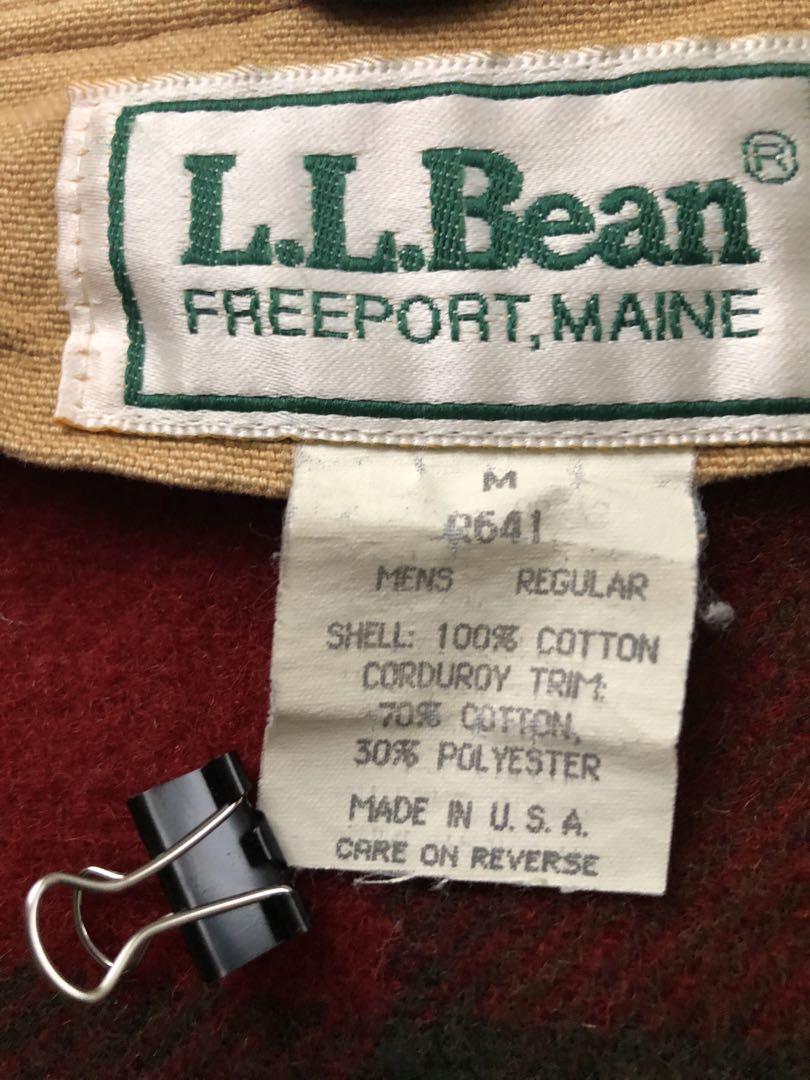 L.L.Bean®
FREEPORT, MAINE
M
R641
MENS REGULAR
SHELL: 100% COTTON
CORDUROY TRIM:
70% COTTON,
30% POLYESTER
MADE IN U.S.A.
CARE ON REVERSE